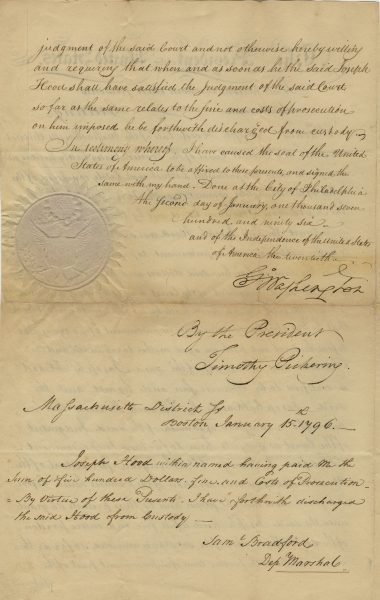 judgment of the said Court and not otherwise hereby willing
and requiring that when and as soon as he the said Joseph
Hood shall have satisfied the Judgment of the said Court
so far as the same relates to the fine and costs of prosecution
on him imposed he be forthwith discharged from custody.
In testimony whereof I have caused the seal of the United
States of America to be affixed to these presents, and signed the
same with my hand. Done at the City of Philadelphia
the second day of January, one thousand seven
hundred and ninety six
and of the Independence of the United States
of America the twentieth.
Go Washington
By the President
Timothy Pickering.
Massachusetts District Ss
Boston January 15.th 1796.
Joseph Hood within named having paid me the
Sum of five hundred Dollars fine and Costs of Prosecution
By Virtue of these Presents I have forthwith discharged
the said Hood from Custody
Saml Bradford
Depy Marshal